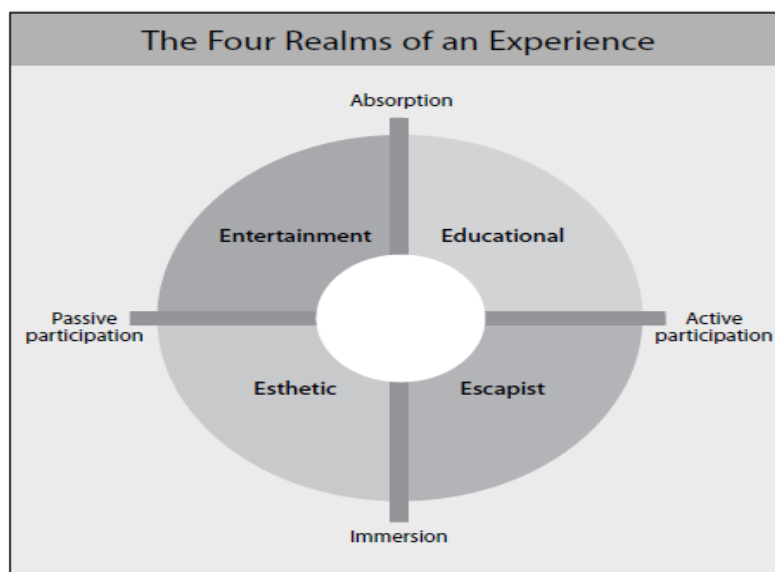 The Four Realms of an Experience
Absorption
Entertainment
Educational
Passive
participation
Active
participation
Esthetic
Escapist
Immersion